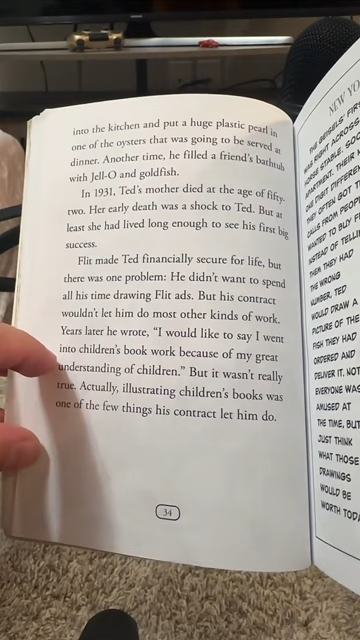 into the kitchen and put a huge plastic pearl in
one of the oysters that was going to be served at
dinner. Another time, he filled a friend's bathtub
with Jell-O and goldfish.
In 1931, Ted's mother died at the age of fifty-
two. Her early death was a shock to Ted. But at
least she had lived long enough to see his first big
success.
Flit made Ted financially secure for life, but
there was one problem: He didn't want to spend
all his time drawing Flit ads. But his contract
wouldn't let him do most other kinds of work.
Years later he wrote, "I would like to say I went
into children's book work because of my great
understanding of children." But it wasn't really
true. Actually, illustrating children's books was
one of the few things his contract let him do.
34
NEW YO
THE GEISELS' FIRS
WAS RIGHT ACROSS
HORSE STABLE. SOO
APARTMENT. THEIR
ONE DIGIT DIFFEREN
THEY OFTEN GOT
CALLS FROM PEOPL
WANTED TO BUY FI
INSTEAD OF TELLIN
THEM THEY HAD
THE WRONG
NUMBER, TED
WOULD DRAW A
PICTURE OF THE
FISH THEY HAD
ORDERED AND
DELIVER IT. NOT
EVERYONE WAS
AMUSED AT
THE TIME, BUT
JUST THINK
WHAT THOSE
DRAWINGS
WOULD BE
WORTH TODA